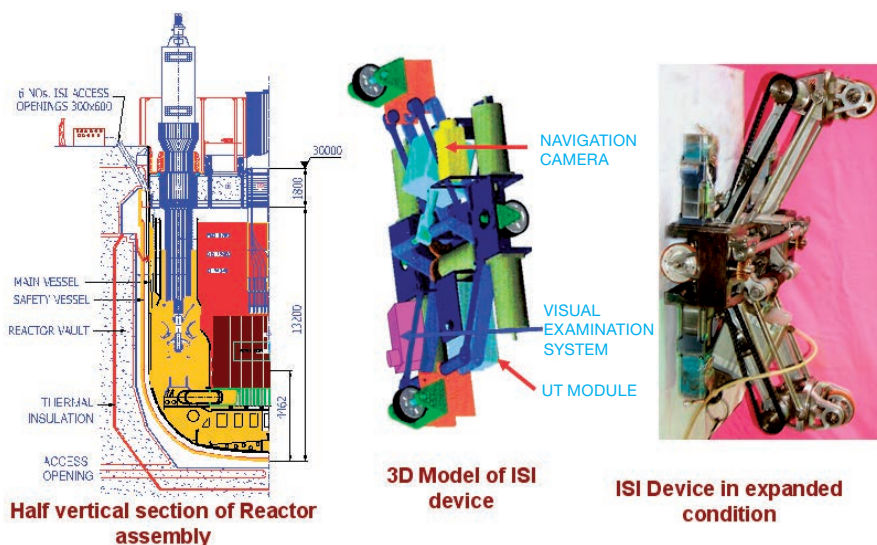 6 NOs. ISI ACCESS
OPENINGS 300x600
30000
1800
13200
4462
MAIN VESSEL
SAFETY VESSEL
REACTOR VAULT
THERMAL
INSULATION
ACCESS
OPENING
Half vertical section of Reactor
assembly
NAVIGATION
CAMERA
VISUAL
EXAMINATION
SYSTEM
UT MODULE
3D Model of ISI
device
ISI Device in expanded
condition